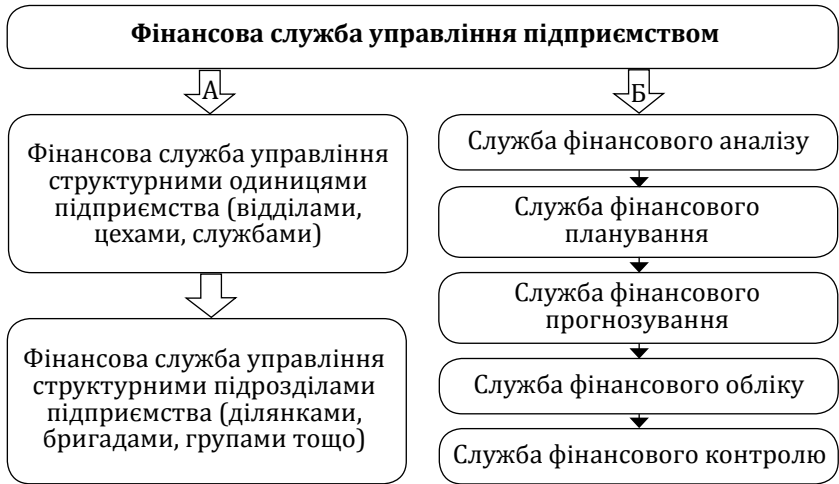 Фінансова служба управління підприємством
А
Б
Фінансова служба управління
структурними одиницями
підприємства (відділами,
цехами, службами)
Фінансова служба управління
структурними підрозділами
підприємства (ділянками,
бригадами, групами тощо)
Служба фінансового аналізу
Служба фінансового
планування
Служба фінансового
прогнозування
Служба фінансового обліку
Служба фінансового контролю